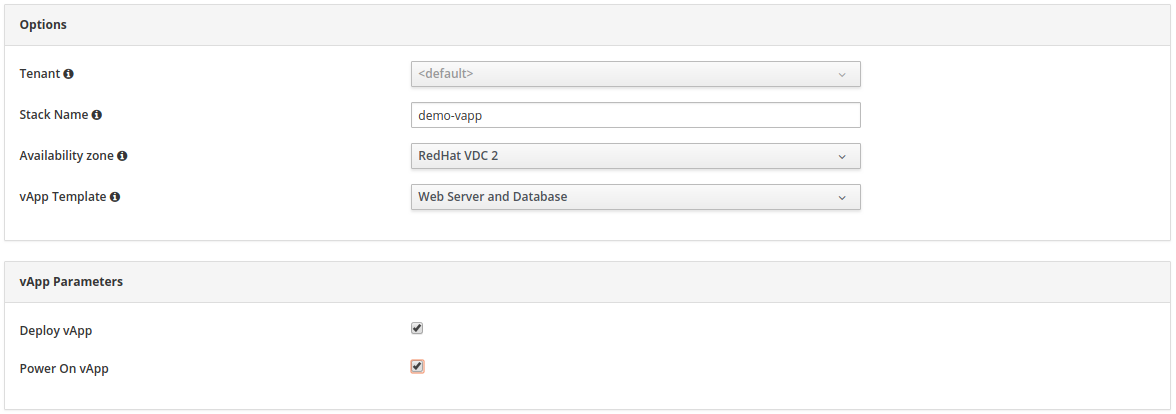 Options
Tenant
<default>
Stack Name
demo-vapp
Availability zone
RedHat VDC 2
vApp Template
Web Server and Database
vApp Parameters
Deploy vApp
Power On vApp